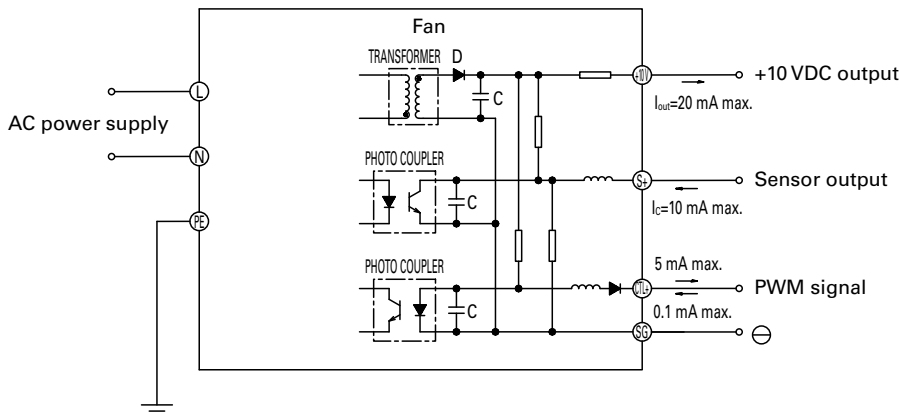 Fan
TRANSFORMER D
+10V
+10 VDC output
C
Iout=20 mA max.
L
AC power supply
N
PHOTO COUPLER
S+
Sensor output
C
IC=10 mA max.
PE
PHOTO COUPLER
5 mA max.
CTL+
PWM signal
C
0.1 mA max.
SG
⊖